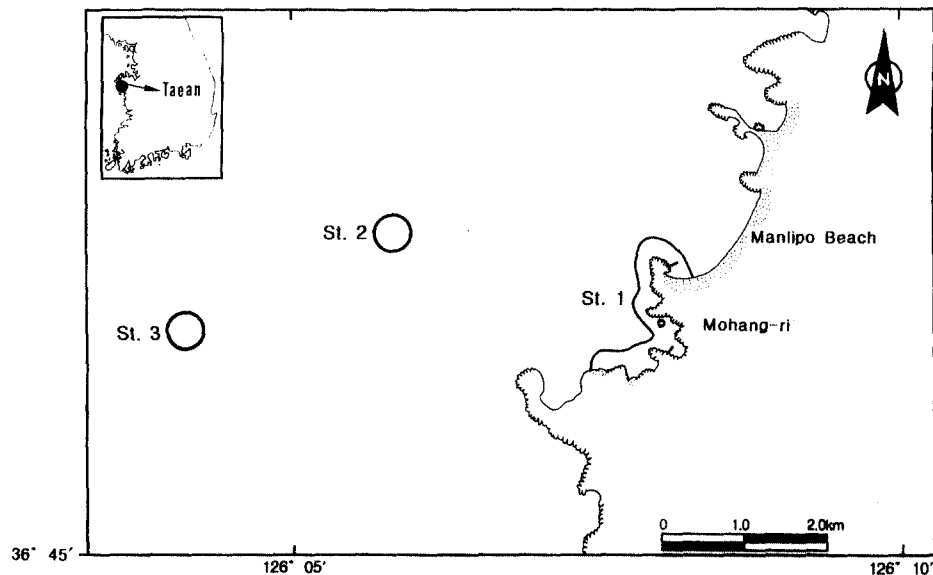 Taean
N
St. 2
Manlipo Beach
St. 1
St. 3
Mohang-ri
0 1.0 2.0km
36° 45′
126° 05′
126° 10′